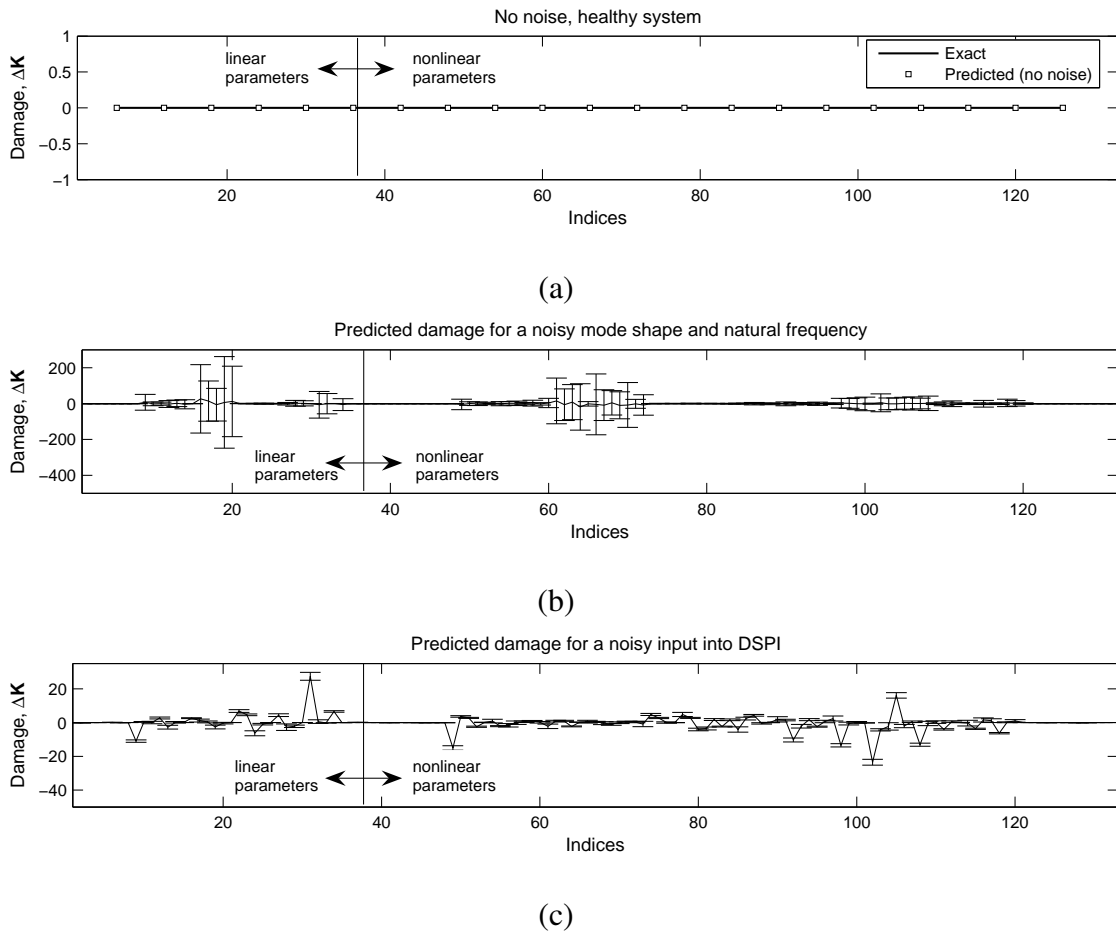 No noise, healthy system
Damage, ΔK
1
0.5
0
−0.5
−1
linear
parameters
nonlinear
parameters
Exact
Predicted (no noise)
20 40 60 80 100 120
Indices
(a)
Predicted damage for a noisy mode shape and natural frequency
Damage, ΔK
200
0
−200
−400
linear
parameters
nonlinear
parameters
20 40 60 80 100 120
Indices
(b)
Predicted damage for a noisy input into DSPI
Damage, ΔK
20
0
−20
−40
linear
parameters
nonlinear
parameters
20 40 60 80 100 120
Indices
(c)